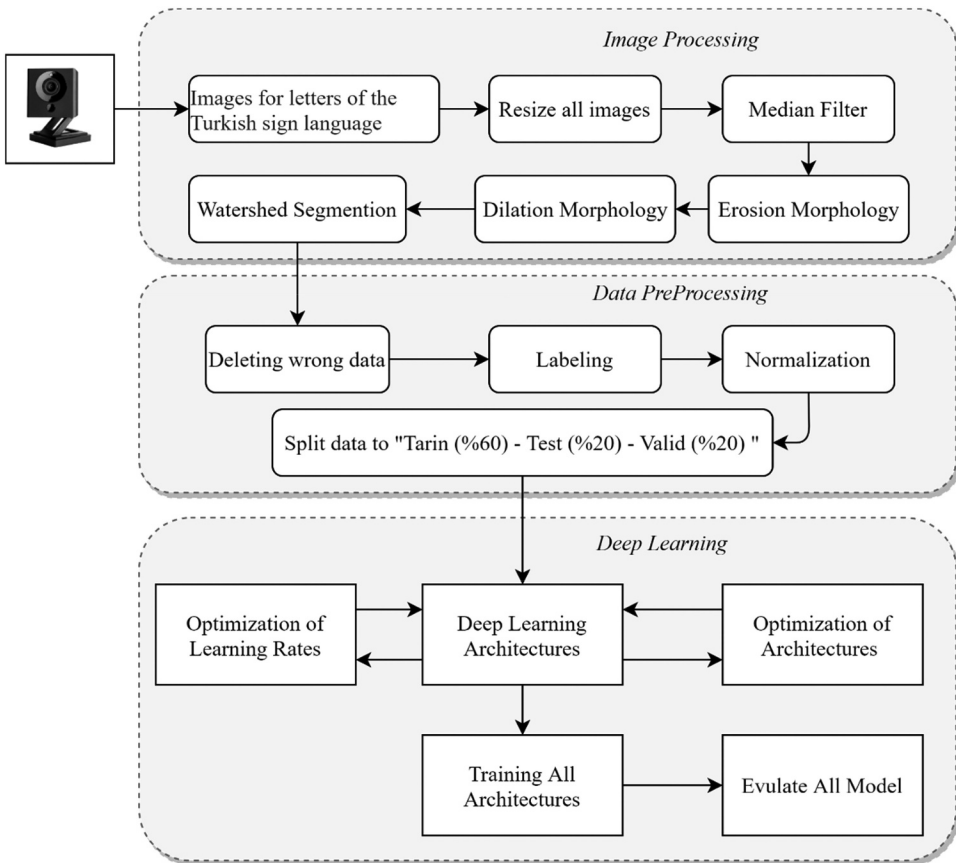 Image Processing
Images for letters of the
Turkish sign language
Resize all images
Median Filter
Erosion Morphology
Dilation Morphology
Watershed Segmention
Data PreProcessing
Deleting wrong data
Labeling
Normalization
Split data to "Tarin (%60) - Test (%20) - Valid (%20) "
Deep Learning
Optimization of
Learning Rates
Deep Learning
Architectures
Optimization of
Architectures
Training All
Architectures
Evulate All Model